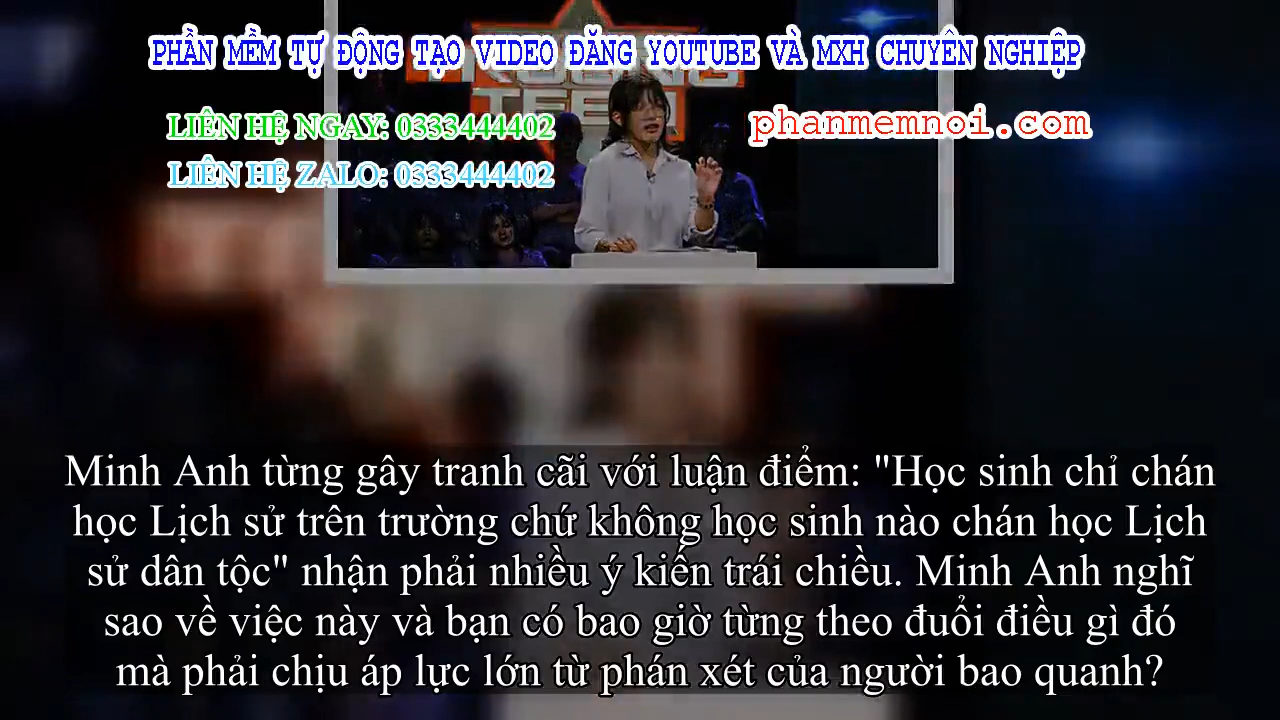 PHẦN MỀM TỰ ĐỘNG TẠO VIDEO ĐĂNG YOUTUBE VÀ MXH CHUYÊN NGHIỆP
LIÊN HỆ NGAY: 0333444402
phanmemnoi.com
LIÊN HỆ ZALO: 0333444402
TRƯỜNG
TEEN
Minh Anh từng gây tranh cãi với luận điểm: "Học sinh chỉ chán
học Lịch sử trên trường chứ không học sinh nào chán học Lịch
sử dân tộc" nhận phải nhiều ý kiến trái chiều. Minh Anh nghĩ
sao về việc này và bạn có bao giờ từng theo đuổi điều gì đó
mà phải chịu áp lực lớn từ phán xét của người bao quanh?